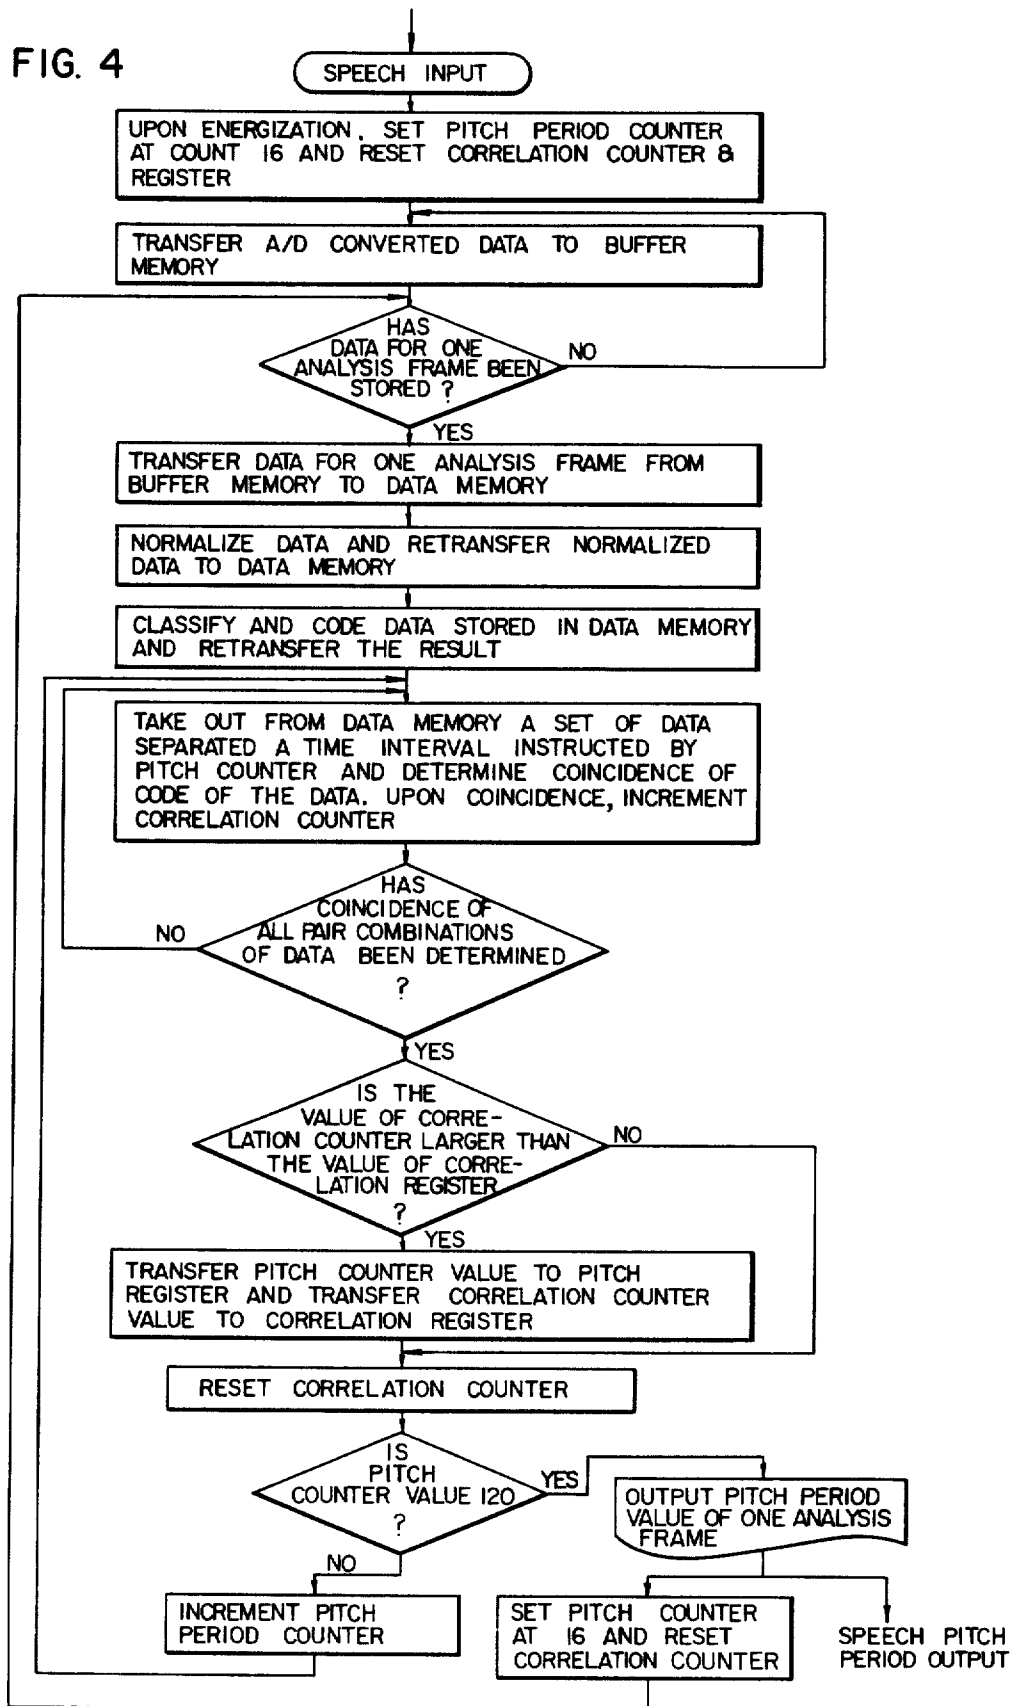 FIG. 4
SPEECH INPUT
UPON ENERGIZATION, SET PITCH PERIOD COUNTER
AT COUNT 16 AND RESET CORRELATION COUNTER &
REGISTER
TRANSFER A/D CONVERTED DATA TO BUFFER
MEMORY
HAS
DATA FOR ONE
ANALYSIS FRAME BEEN
STORED ?
NO
YES
TRANSFER DATA FOR ONE ANALYSIS FRAME FROM
BUFFER MEMORY TO DATA MEMORY
NORMALIZE DATA AND RETRANSFER NORMALIZED
DATA TO DATA MEMORY
CLASSIFY AND CODE DATA STORED IN DATA MEMORY
AND RETRANSFER THE RESULT
TAKE OUT FROM DATA MEMORY A SET OF DATA
SEPARATED A TIME INTERVAL INSTRUCTED BY
PITCH COUNTER AND DETERMINE COINCIDENCE OF
CODE OF THE DATA. UPON COINCIDENCE, INCREMENT
CORRELATION COUNTER
HAS
COINCIDENCE OF
ALL PAIR COMBINATIONS
OF DATA BEEN DETERMINED
?
NO
YES
IS THE
VALUE OF CORRE-
LATION COUNTER LARGER THAN
THE VALUE OF CORRE-
LATION REGISTER
?
NO
YES
TRANSFER PITCH COUNTER VALUE TO PITCH
REGISTER AND TRANSFER CORRELATION COUNTER
VALUE TO CORRELATION REGISTER
RESET CORRELATION COUNTER
IS
PITCH
COUNTER VALUE 120
?
YES
NO
OUTPUT PITCH PERIOD
VALUE OF ONE ANALYSIS
FRAME
INCREMENT PITCH
PERIOD COUNTER
SET PITCH COUNTER
AT 16 AND RESET
CORRELATION COUNTER
SPEECH PITCH
PERIOD OUTPUT